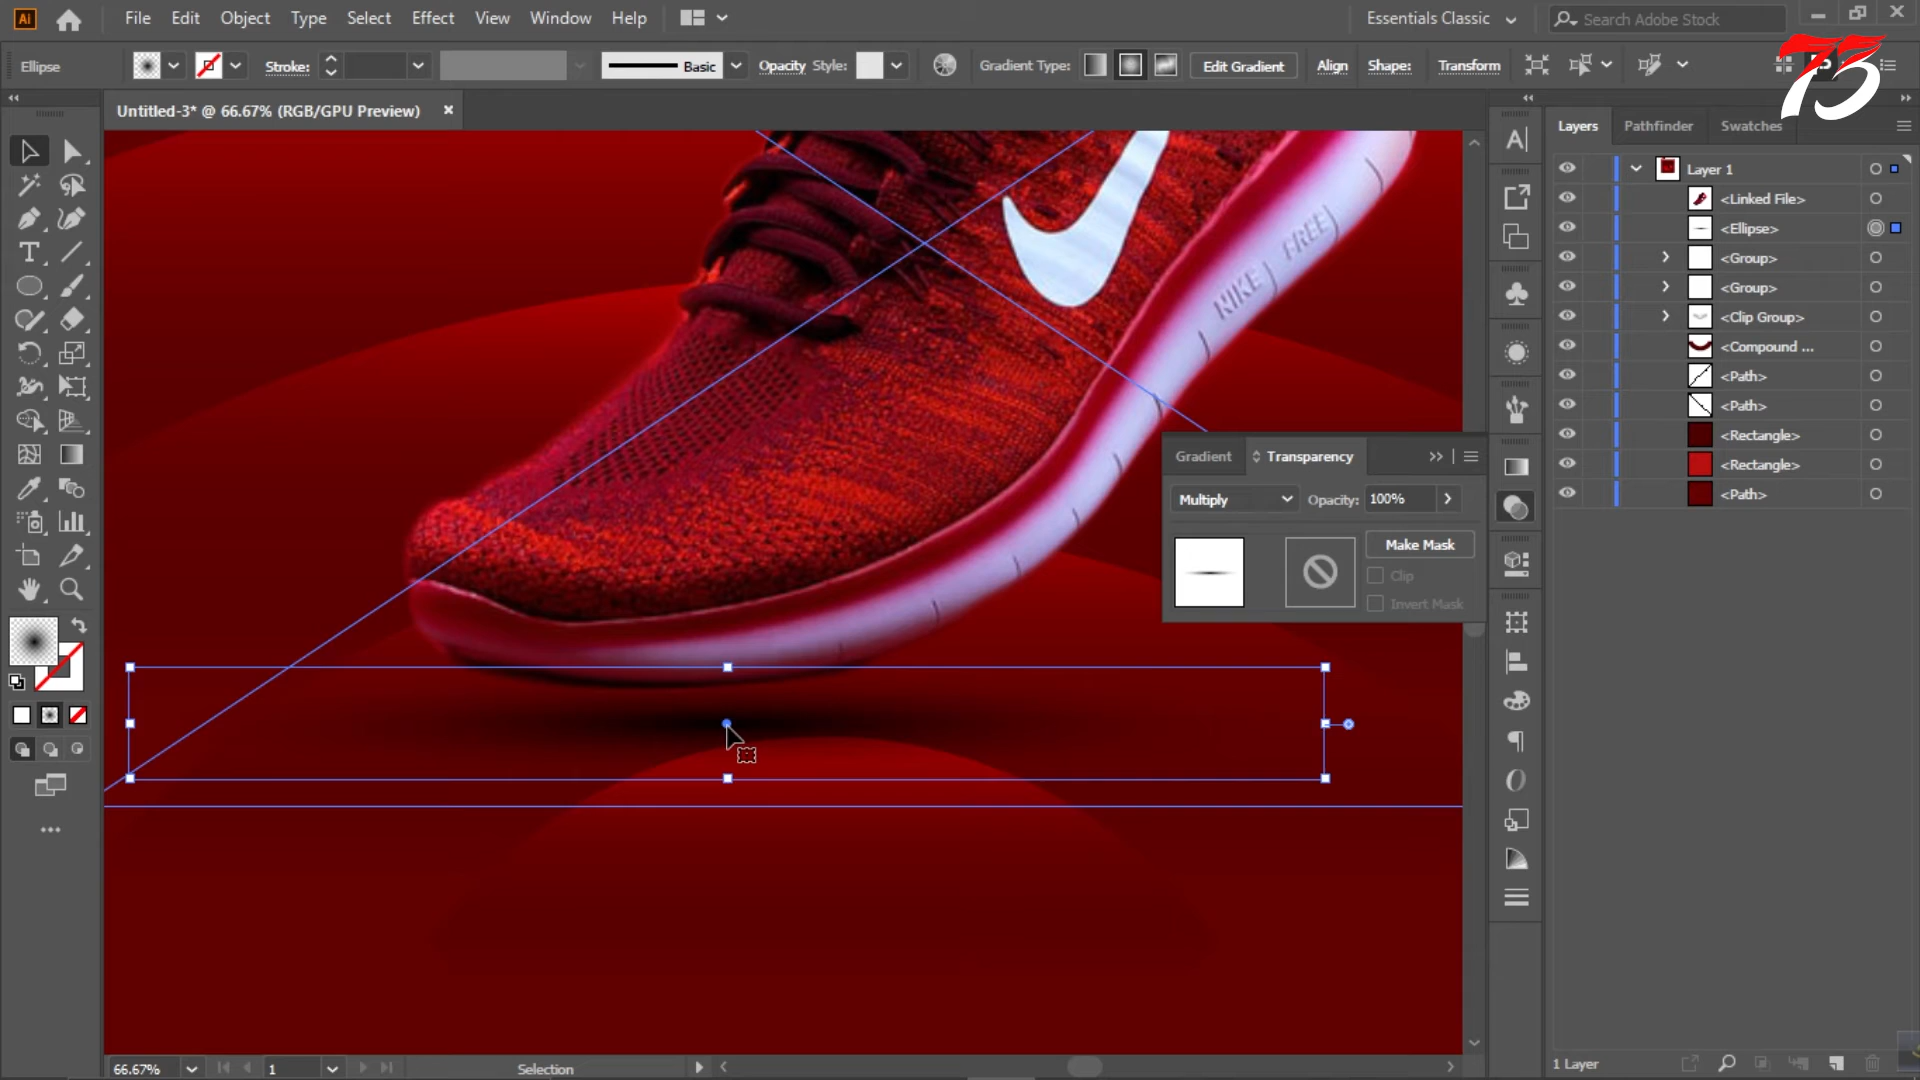 Ai File Edit Object Type Select Effect View Window Help Essentials Classic Search Adobe Stock
Ellipse Stroke: Basic Opacity Style: Gradient Type: Edit Gradient Align Shape: Transform
73
Untitled-3* @ 66.67% (RGB/GPU Preview)
Layers Pathfinder Swatches
Layer 1
<Linked File>
<Ellipse>
<Group>
<Group>
<Clip Group>
<Compound ...
<Path>
<Path>
<Rectangle>
<Rectangle>
<Path>
NIKE FREE
Gradient Transparency
Multiply Opacity: 100%
Make Mask
Clip
Invert Mask
66.67% 1 Selection
1 Layer